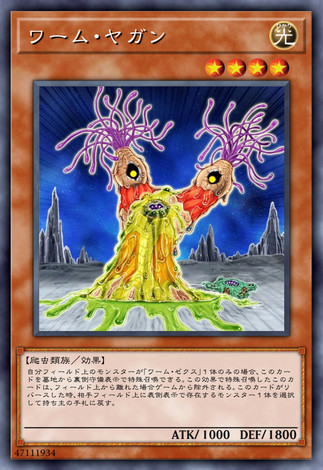 ワーム・ヤガン
光
【爬虫類族／効果】
自分フィールド上のモンスターが「ワーム・ゼクス」１体のみの場合、このカー
ドを墓地から裏側守備表示で特殊召喚できる。この効果で特殊召喚したこのカ
ードは、フィールド上から離れた場合ゲームから除外される。このカードがリ
バースした時、相手フィールド上に表側表示で存在するモンスター１体を選択
して持ち主の手札に戻す。
ATK/1000 DEF/1800
47111934